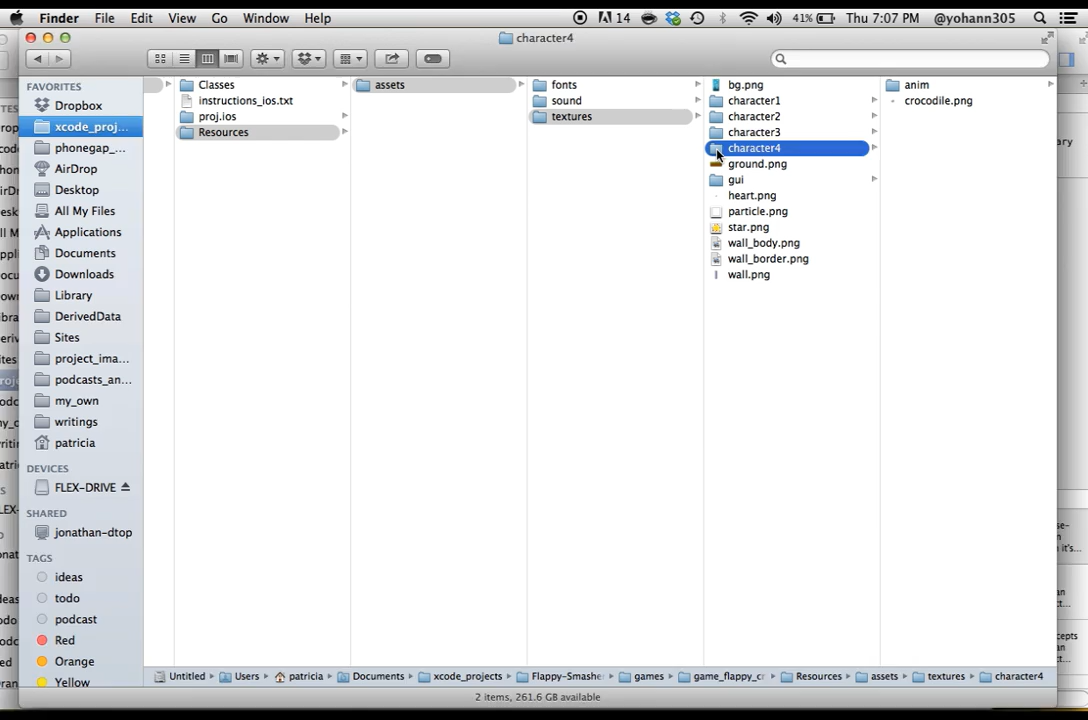 Finder File Edit View Go Window Help 14 41% Thu 7:07 PM @yohann305
character4
FAVORITES
Dropbox
xcode_proj...
phonegap_...
AirDrop
Desktop
All My Files
Applications
Documents
Downloads
Library
DerivedData
Sites
project_ima...
podcasts_an...
my_own
writings
patricia
DEVICES
FLEX-DRIVE
SHARED
jonathan-dtop
TAGS
ideas
todo
podcast
Red
Orange
Yellow
Classes
instructions_ios.txt
proj.ios
Resources
assets
fonts
sound
textures
bg.png
character1
character2
character3
character4
ground.png
gui
heart.png
particle.png
star.png
wall_body.png
wall_border.png
wall.png
anim
crocodile.png
Untitled Users patricia Documents xcode_projects Flappy-Smashe games game_flappy_cr Resources assets textures character4
2 items, 261.6 GB available